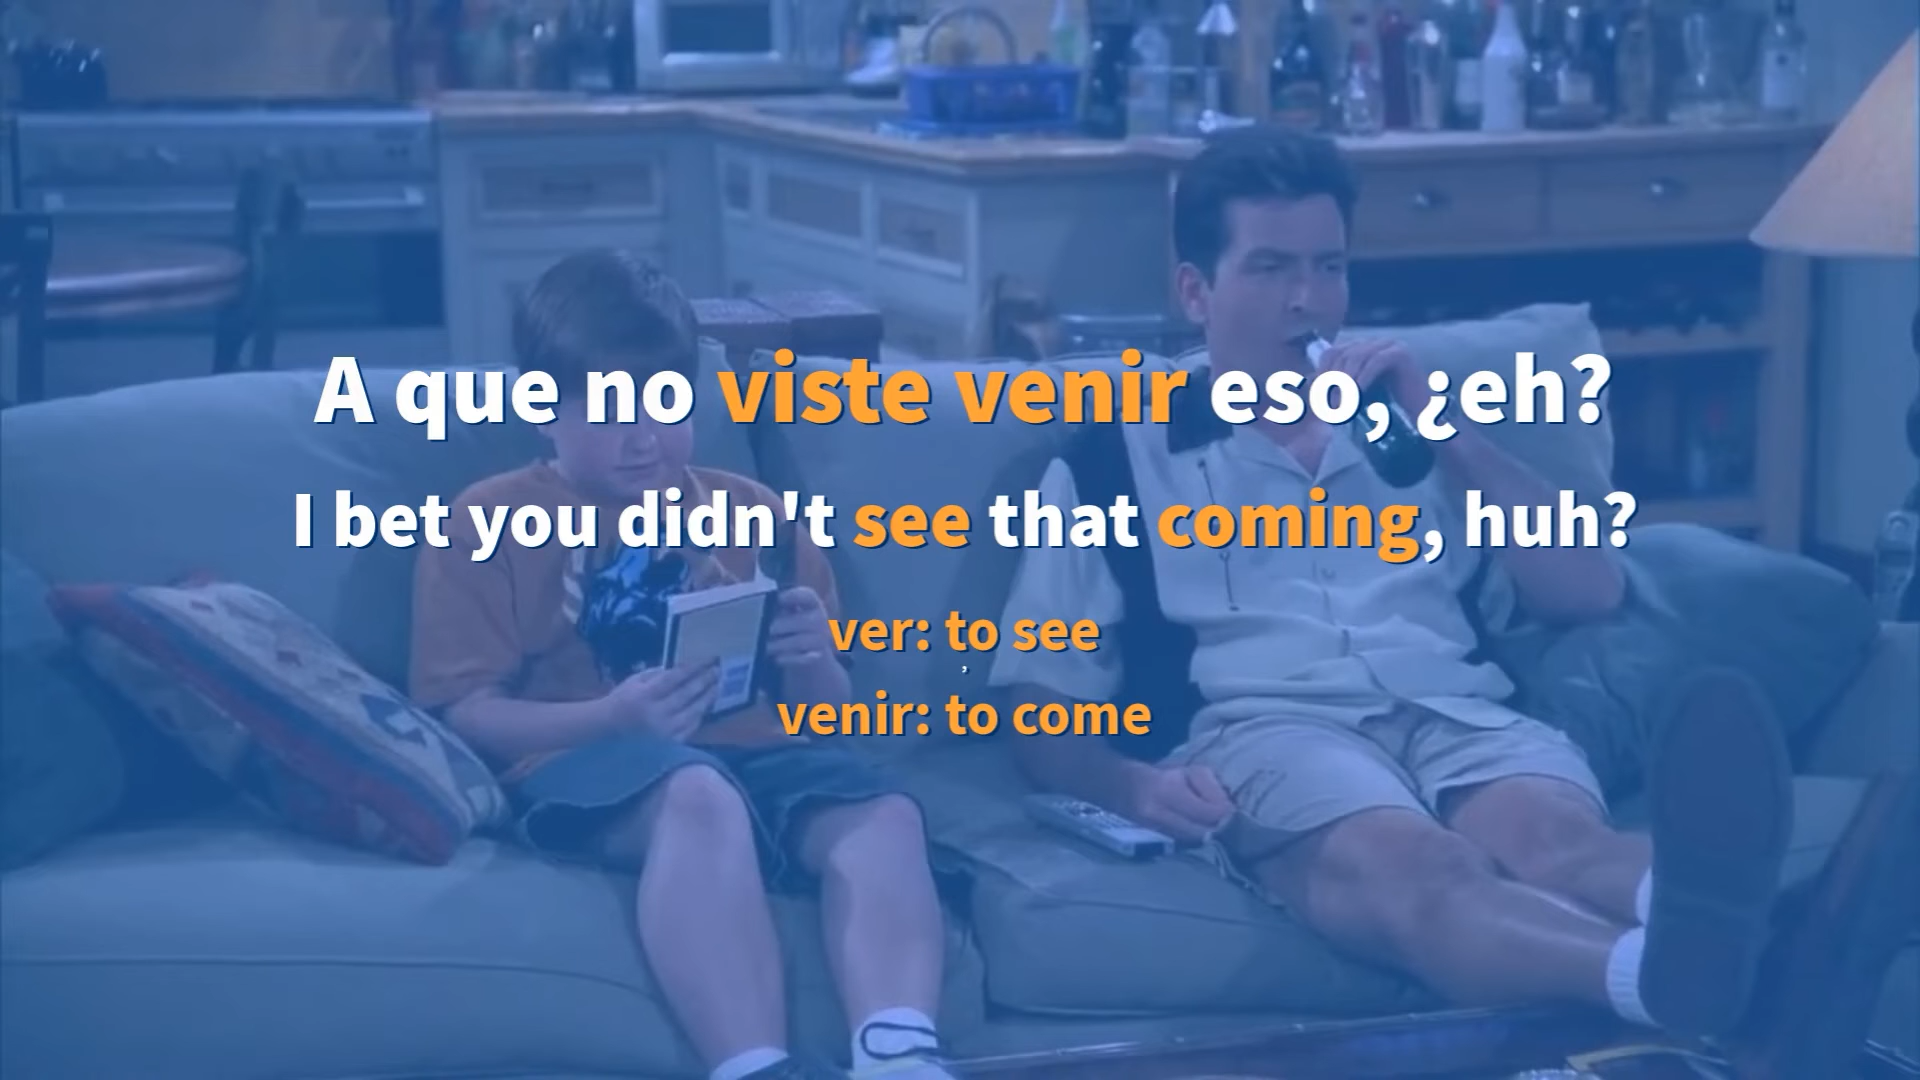 A que no viste venir eso, ¿eh?
I bet you didn't see that coming, huh?
ver: to see
,
venir: to come